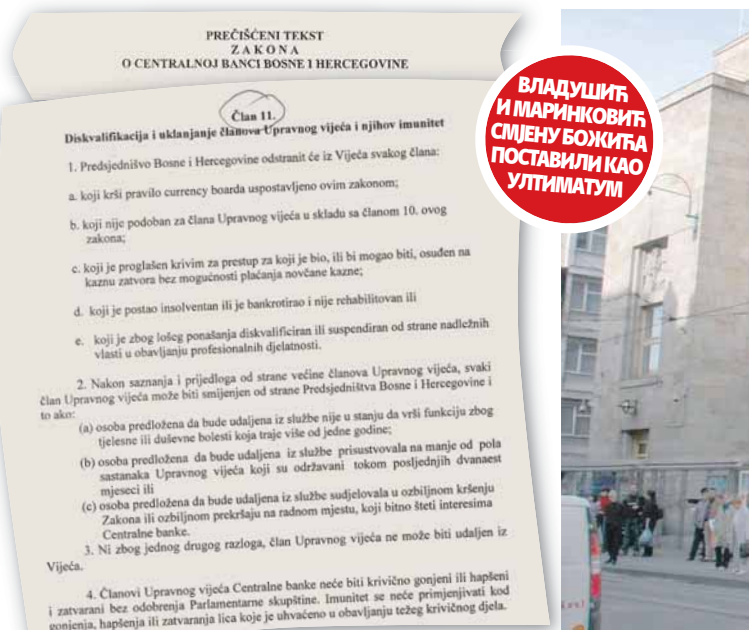 PREČIŠĆENI TEKST
ZAKONA
O CENTRALNOJ BANCI BOSNE I HERCEGOVINE
Član 11.
Diskvalifikacija i uklanjanje članova Upravnog vijeća i njihov imunitet
1. Predsjedništvo Bosne i Hercegovine odstranit će iz Vijeća svakog člana:
a. koji krši pravilo currency boarda uspostavljeno ovim zakonom;
b. koji nije podoban za člana Upravnog vijeća u skladu sa članom 10. ovog
zakona;
c. koji je proglašen krivim za prestup za koji je bio, ili bi mogao biti, osuđen na
kaznu zatvora bez mogućnosti plaćanja novčane kazne;
d. koji je postao insolventan ili je bankrotirao i nije rehabilitovan ili
e. koji je zbog lošeg ponašanja diskvalificiran ili suspendiran od strane nadležnih
vlasti u obavljanju profesionalnih djelatnosti.
2. Nakon saznanja i prijedloga od strane većine članova Upravnog vijeća, svaki
član Upravnog vijeća može biti smijenjen od strane Predsjedništva Bosne i Hercegovine i
to ako:
(a) osoba predložena da bude udaljena iz službe nije u stanju da vrši funkciju zbog
tjelesne ili duševne bolesti koja traje više od jedne godine;
(b) osoba predložena da bude udaljena iz službe prisustvovala na manje od pola
sastanaka Upravnog vijeća koji su održavani tokom posljednjih dvanaest
mjeseci ili
(c) osoba predložena da bude udaljena iz službe sudjelovala u ozbiljnom kršenju
Zakona ili ozbiljnom prekršaju na radnom mjestu, koji bitno šteti interesima
Centralne banke.
3. Ni zbog jednog drugog razloga, član Upravnog vijeća ne može biti udaljen iz
Vijeća.
4. Članovi Upravnog vijeća Centralne banke neće biti krivično gonjeni ili hapšeni
i zatvarani bez odobrenja Parlamentarne skupštine. Imunitet se neće primjenjivati kod
gonjenja, hapšenja ili zatvaranja lica koje je uhvaćeno u obavljanju težeg krivičnog djela.
ВЛАДУШИЋ
И МАРИНКОВИЋ
СМЈЕНУ БОЖИЋА
ПОСТАВИЛИ КАО
УЛТИМАТУМ